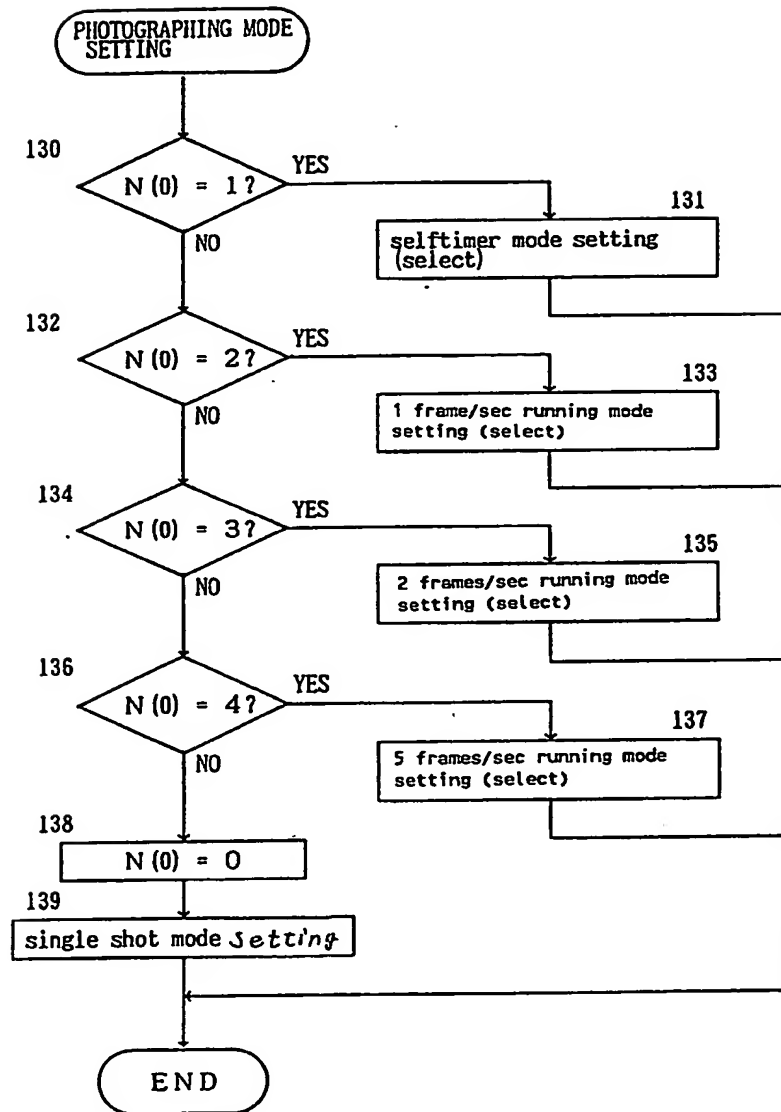 PHOTOGRAPHING MODE
SETTING
130
N(0) = 1?
YES
131
selftimer mode setting
(select)
NO
132
N(0) = 2?
YES
133
1 frame/sec running mode
setting (select)
NO
134
N(0) = 3?
YES
135
2 frames/sec running mode
setting (select)
NO
136
N(0) = 4?
YES
137
5 frames/sec running mode
setting (select)
NO
138
N(0) = 0
139
single shot mode setting
END